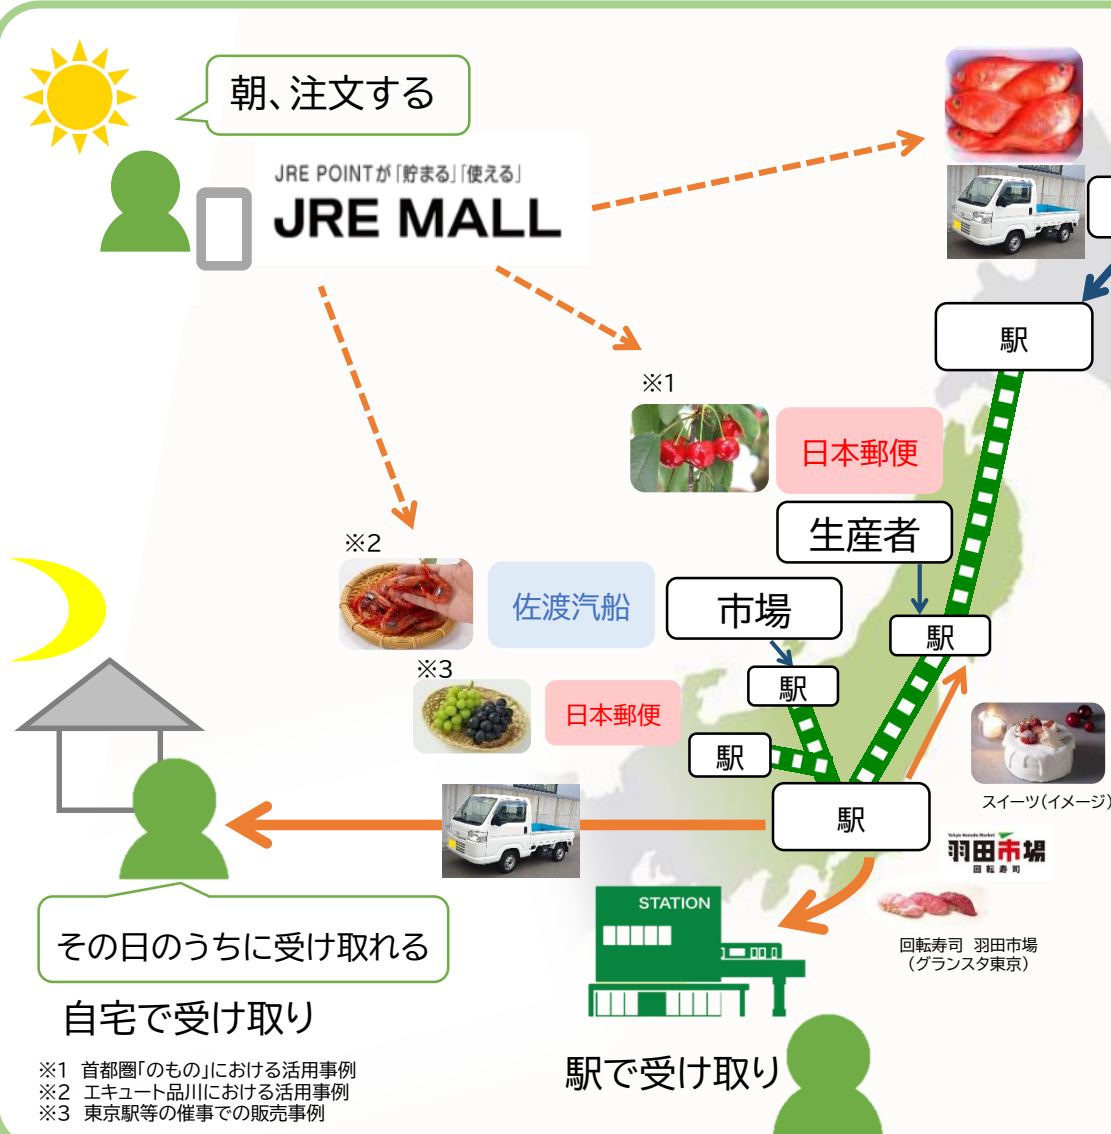 朝、注文する
JRE POINTが「貯まる」「使える」
JRE MALL
駅
※1
日本郵便
生産者
※2
佐渡汽船
市場
駅
※3
駅
日本郵便
駅
スイーツ(イメージ)
駅
羽田市場
回転寿司
STATION
その日のうちに受け取れる
回転寿司 羽田市場
(グランスタ東京)
自宅で受け取り
駅で受け取り
※1 首都圏「のもの」における活用事例
※2 エキュート品川における活用事例
※3 東京駅等の催事での販売事例